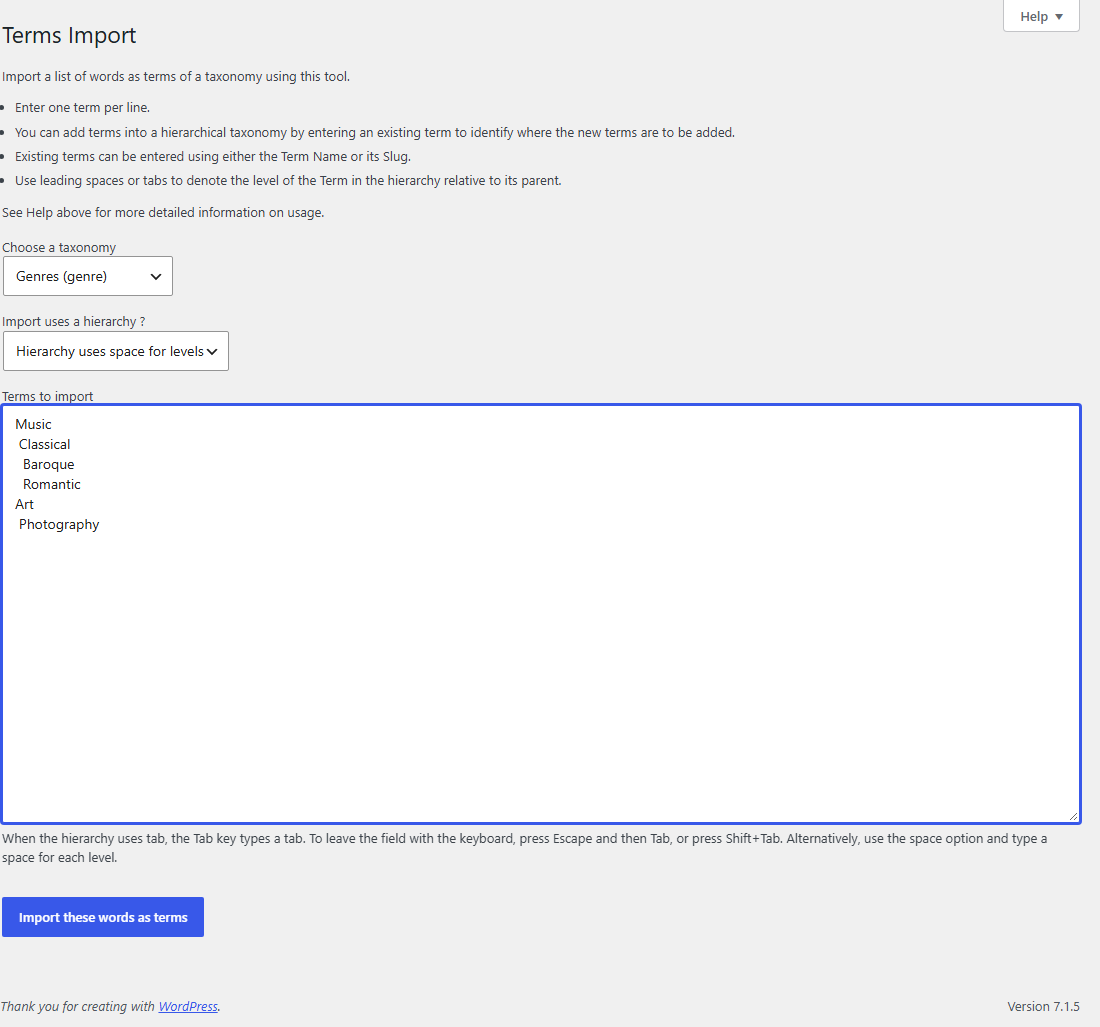 Help ▼
Terms Import
Import a list of words as terms of a taxonomy using this tool.
• Enter one term per line.
• You can add terms into a hierarchical taxonomy by entering an existing term to identify where the new terms are to be added.
• Existing terms can be entered using either the Term Name or its Slug.
• Use leading spaces or tabs to denote the level of the Term in the hierarchy relative to its parent.
See Help above for more detailed information on usage.
Choose a taxonomy
Genres (genre)
Import uses a hierarchy ?
Hierarchy uses space for levels
Terms to import
Music
 Classical
  Baroque
  Romantic
Art
 Photography
When the hierarchy uses tab, the Tab key types a tab. To leave the field with the keyboard, press Escape and then Tab, or press Shift+Tab. Alternatively, use the space option and type a
space for each level.
Import these words as terms
Thank you for creating with WordPress.
Version 7.1.5